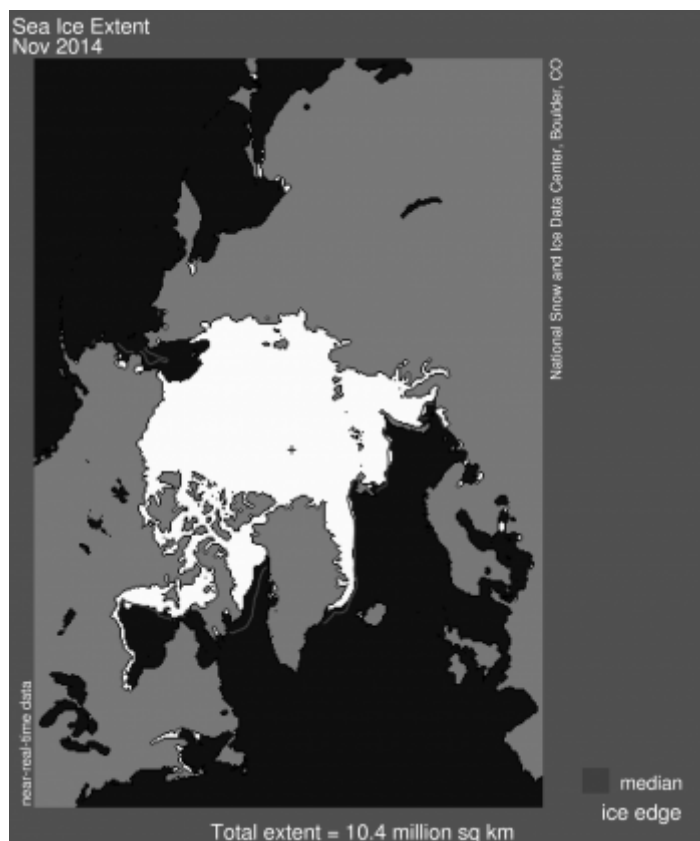 Sea Ice Extent
Nov 2014
National Snow and Ice Data Center, Boulder, CO
near-real-time data
median
ice edge
Total extent = 10.4 million sq km